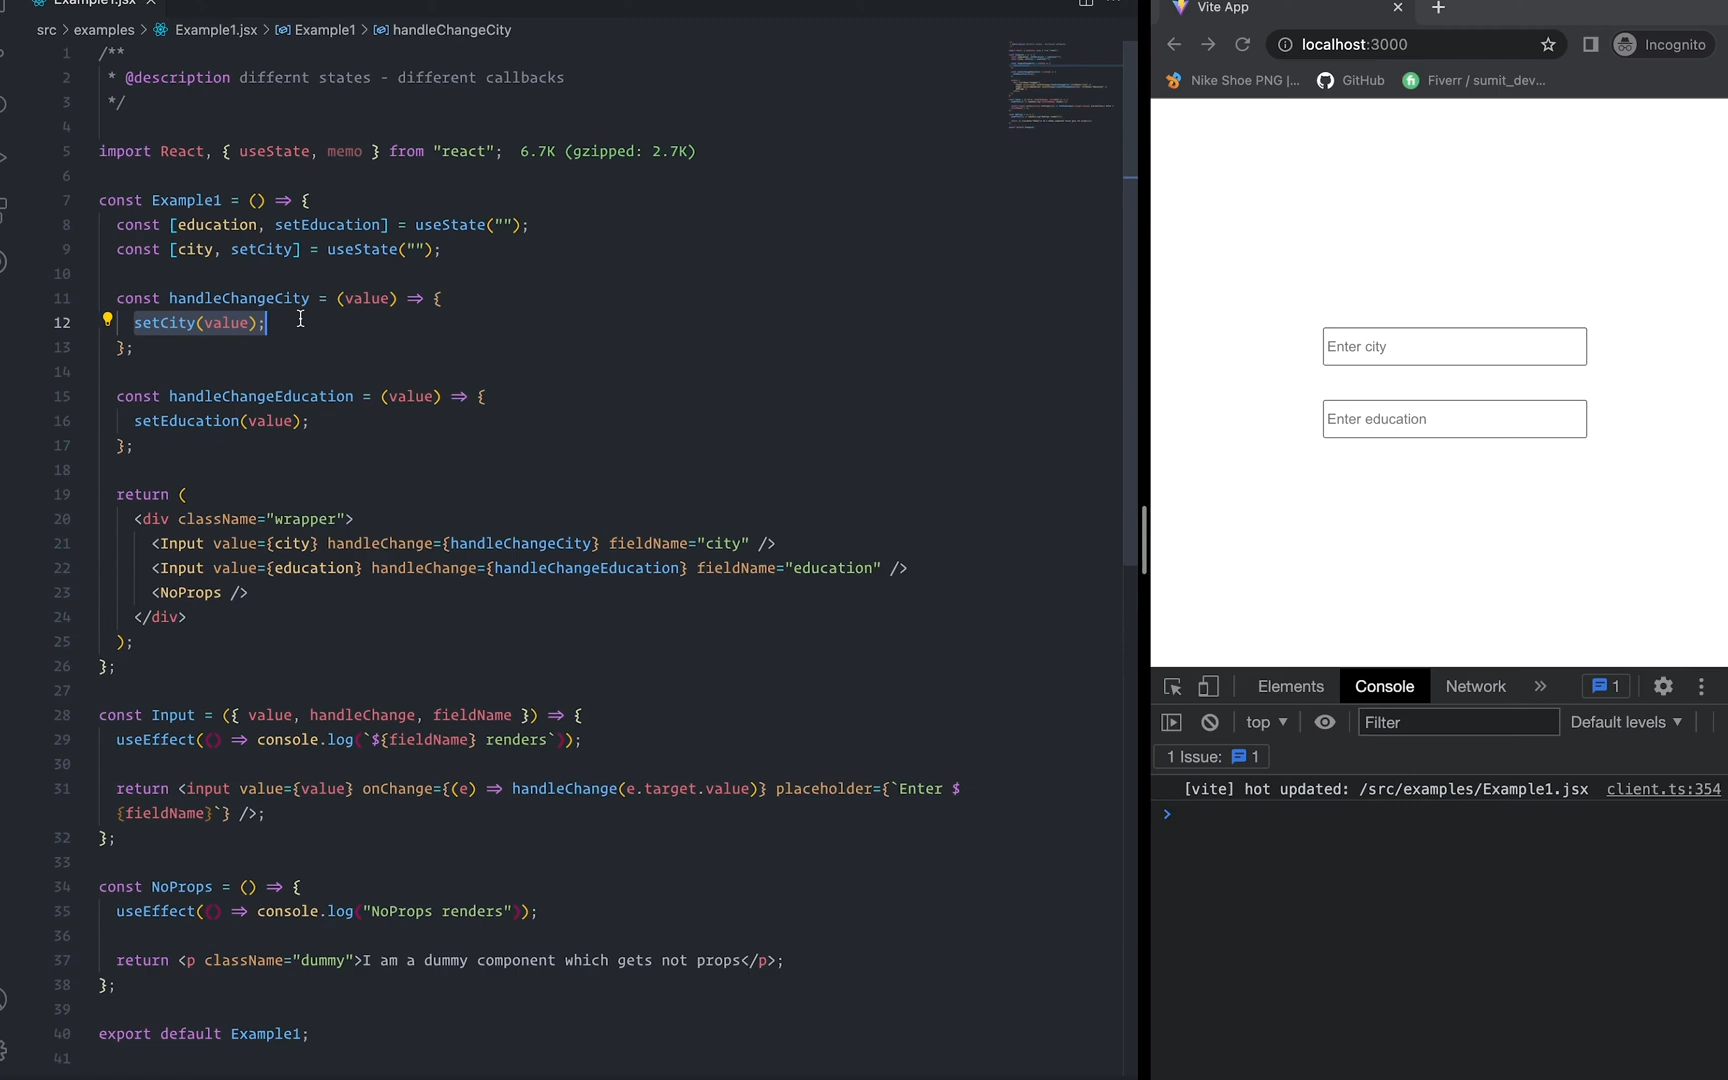 Example1.jsx
src > examples > Example1.jsx > Example1 > handleChangeCity
1 /**
2 * @description differnt states - different callbacks
3 */
4
5 import React, { useState, memo } from "react"; 6.7K (gzipped: 2.7K)
6
7 const Example1 = () => {
8 const [education, setEducation] = useState("");
9 const [city, setCity] = useState("");
10
11 const handleChangeCity = (value) => {
12 setCity(value);
13 };
14
15 const handleChangeEducation = (value) => {
16 setEducation(value);
17 };
18
19 return (
20 <div className="wrapper">
21 <Input value={city} handleChange={handleChangeCity} fieldName="city" />
22 <Input value={education} handleChange={handleChangeEducation} fieldName="education" />
23 <NoProps />
24 </div>
25 );
26 };
27
28 const Input = ({ value, handleChange, fieldName }) => {
29 useEffect(() => console.log(`${fieldName} renders`));
30
31 return <input value={value} onChange={(e) => handleChange(e.target.value)} placeholder={`Enter $
{fieldName}`} />;
32 };
33
34 const NoProps = () => {
35 useEffect(() => console.log("NoProps renders"));
36
37 return <p className="dummy">I am a dummy component which gets not props</p>;
38 };
39
40 export default Example1;
41
Vite App
localhost:3000
Incognito
Nike Shoe PNG |...
GitHub
Fiverr / sumit_dev...
Enter city
Enter education
Elements Console Network » 1
top Filter Default levels
1 Issue: 1
[vite] hot updated: /src/examples/Example1.jsx client.ts:354
>